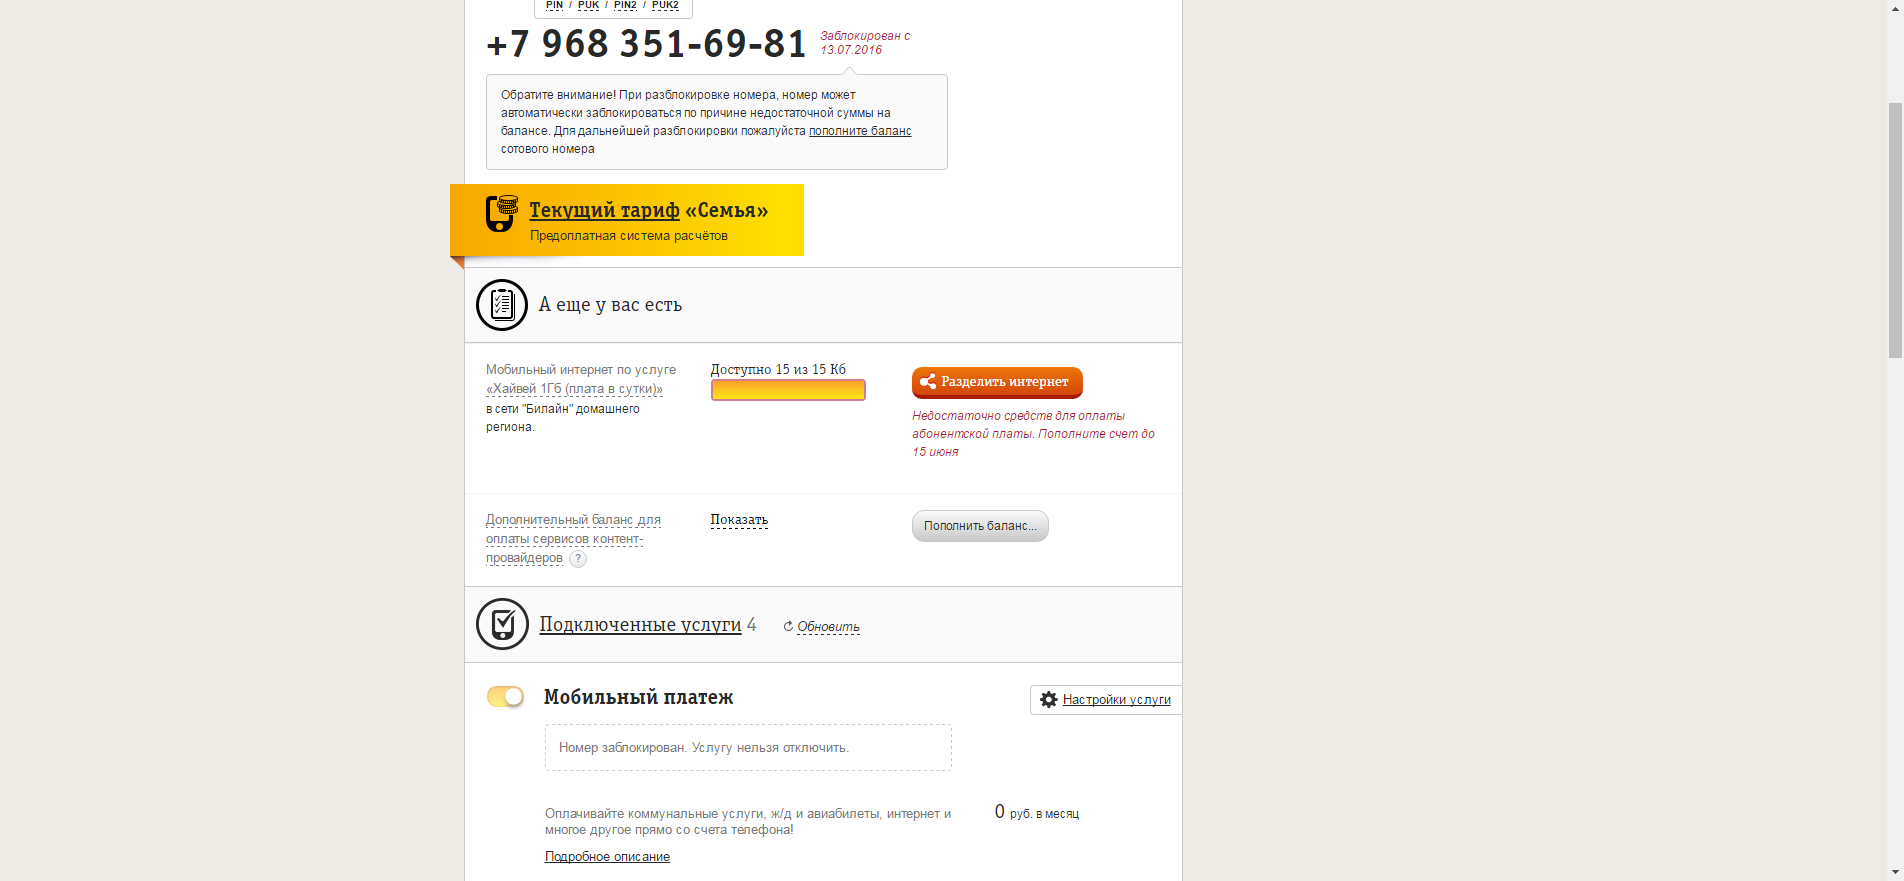 PIN / PUK / PIN2 / PUK2
+7 968 351-69-81
Заблокирован с
13.07.2016
Обратите внимание! При разблокировке номера, номер может
автоматически заблокироваться по причине недостаточной суммы на
балансе. Для дальнейшей разблокировки пожалуйста пополните баланс
сотового номера
Текущий тариф «Семья»
Предоплатная система расчётов
А еще у вас есть
Мобильный интернет по услуге
«Хайвей 1Гб (плата в сутки)»
в сети "Билайн" домашнего
региона.
Доступно 15 из 15 Кб
Разделить интернет
Недостаточно средств для оплаты
абонентской платы. Пополните счет до
15 июня
Дополнительный баланс для
оплаты сервисов контент-
провайдеров ?
Показать
Пополнить баланс...
Подключенные услуги 4 Обновить
Мобильный платеж
Настройки услуги
Номер заблокирован. Услугу нельзя отключить.
Оплачивайте коммунальные услуги, ж/д и авиабилеты, интернет и
многое другое прямо со счета телефона!
0 руб. в месяц
Подробное описание